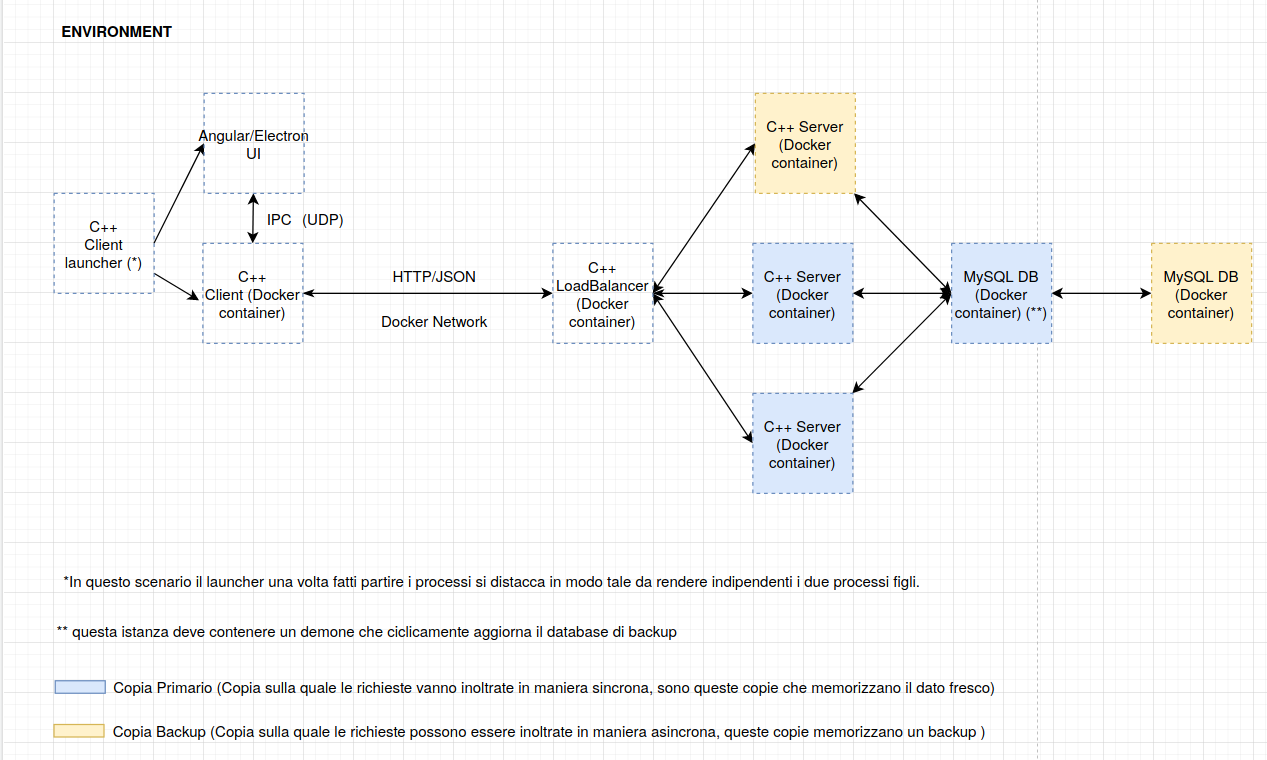 ENVIRONMENT
Angular/Electron
UI
C++
Client
launcher (*)
IPC (UDP)
C++
Client (Docker
container)
HTTP/JSON
Docker Network
C++
LoadBalancer
(Docker
container)
C++ Server
(Docker
container)
C++ Server
(Docker
container)
C++ Server
(Docker
container)
MySQL DB
(Docker
container) (**)
MySQL DB
(Docker
container)
*In questo scenario il launcher una volta fatti partire i processi si distacca in modo tale da rendere indipendenti i due processi figli.
** questa istanza deve contenere un demone che ciclicamente aggiorna il database di backup
Copia Primario (Copia sulla quale le richieste vanno inoltrate in maniera sincrona, sono queste copie che memorizzano il dato fresco)
Copia Backup (Copia sulla quale le richieste possono essere inoltrate in maniera asincrona, queste copie memorizzano un backup )